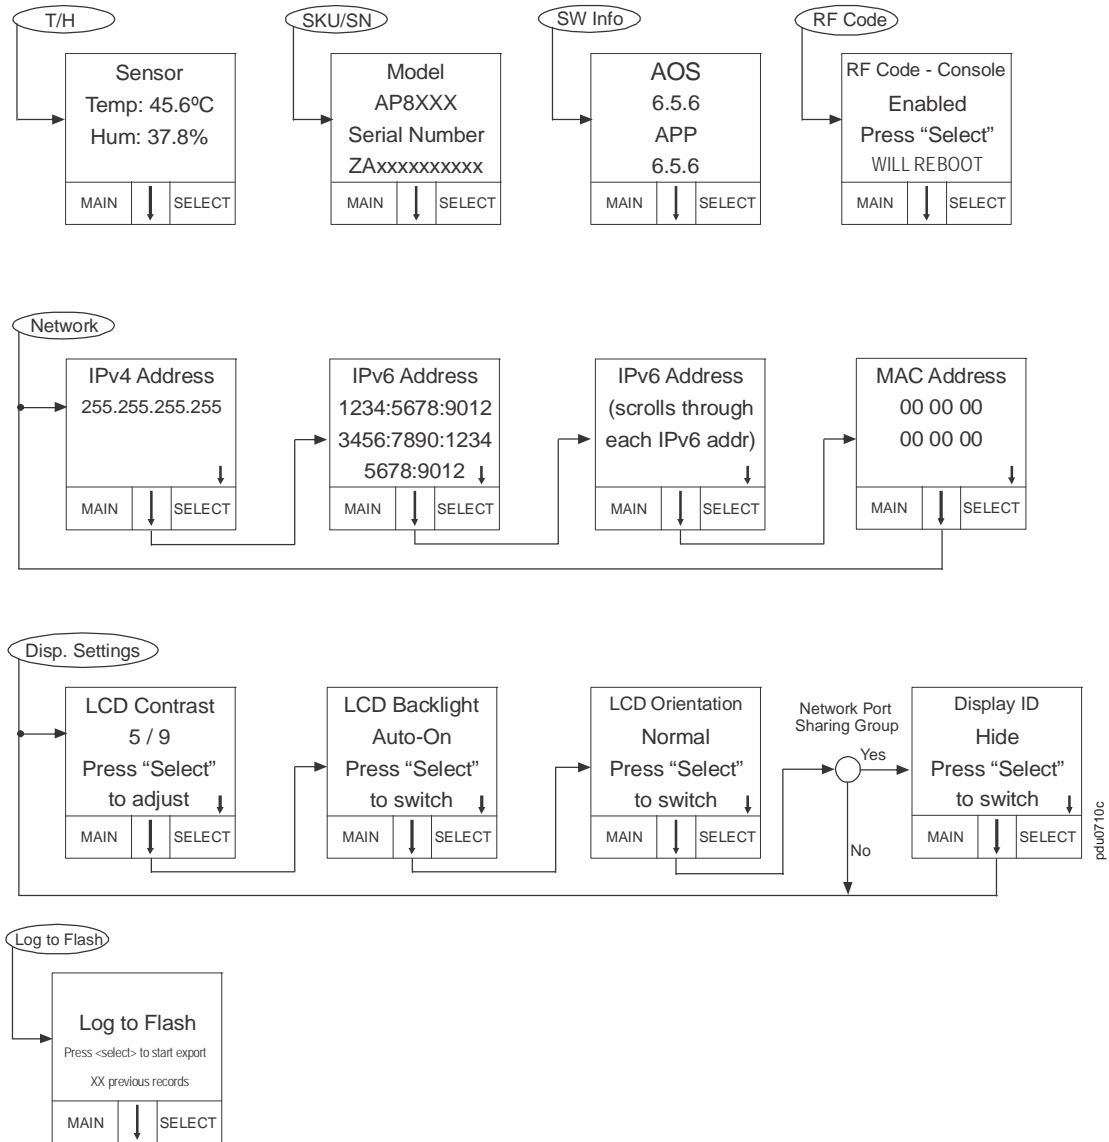 T/H
Sensor
Temp: 45.6ºC
Hum: 37.8%
MAIN
SELECT
SKU/SN
Model
AP8XXX
Serial Number
ZAxxxxxxxxxx
MAIN
SELECT
SW Info
AOS
6.5.6
APP
6.5.6
MAIN
SELECT
RF Code
RF Code - Console
Enabled
Press “Select”
WILL REBOOT
MAIN
SELECT
Network
IPv4 Address
255.255.255.255
MAIN
SELECT
IPv6 Address
1234:5678:9012
3456:7890:1234
5678:9012
MAIN
SELECT
IPv6 Address
(scrolls through
each IPv6 addr)
MAIN
SELECT
MAC Address
00 00 00
00 00 00
MAIN
SELECT
Disp. Settings
LCD Contrast
5 / 9
Press “Select”
to adjust
MAIN
SELECT
LCD Backlight
Auto-On
Press “Select”
to switch
MAIN
SELECT
LCD Orientation
Normal
Press “Select”
to switch
MAIN
SELECT
Network Port
Sharing Group
Yes
No
Display ID
Hide
Press “Select”
to switch
MAIN
SELECT
pdu0710c
Log to Flash
Log to Flash
Press <select> to start export
XX previous records
MAIN
SELECT